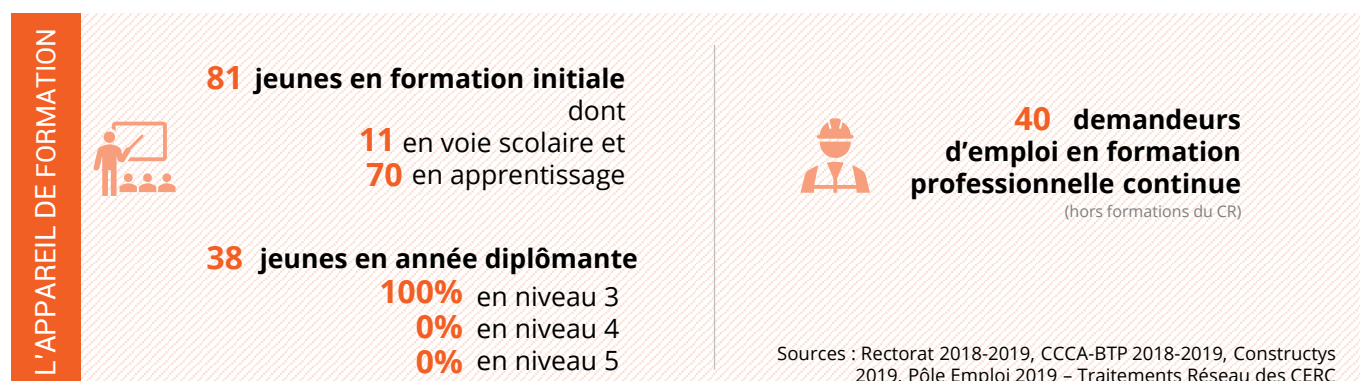 L'APPAREIL DE FORMATION
81 jeunes en formation initiale
dont
11 en voie scolaire et
70 en apprentissage
38 jeunes en année diplômante
100% en niveau 3
0% en niveau 4
0% en niveau 5
40 demandeurs
d'emploi en formation
professionnelle continue
(hors formations du CR)
Sources : Rectorat 2018-2019, CCCA-BTP 2018-2019, Constructys
2019, Pôle Emploi 2019 – Traitements Réseau des CERC